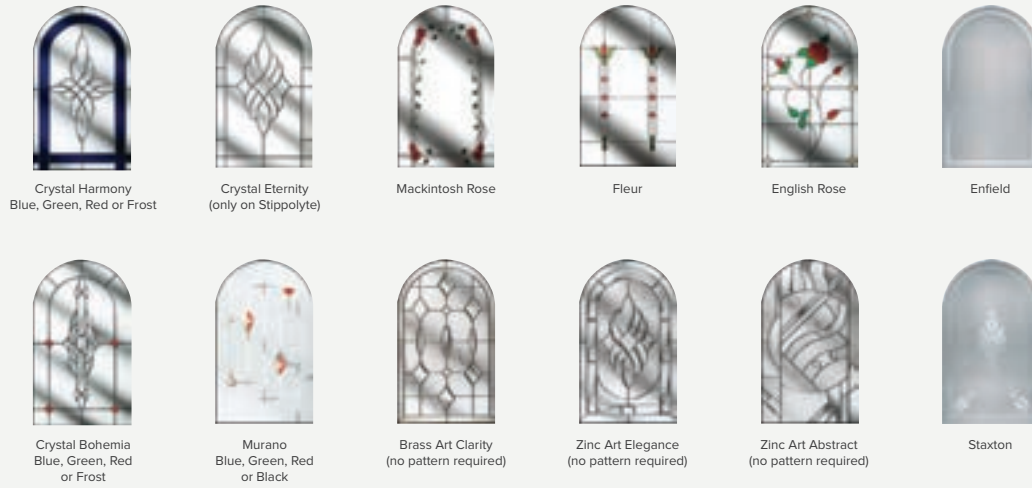 Crystal Harmony
Blue, Green, Red or Frost
Crystal Eternity
(only on Stippolyte)
Mackintosh Rose
Fleur
English Rose
Enfield
Crystal Bohemia
Blue, Green, Red
or Frost
Murano
Blue, Green, Red
or Black
Brass Art Clarity
(no pattern required)
Zinc Art Elegance
(no pattern required)
Zinc Art Abstract
(no pattern required)
Staxton